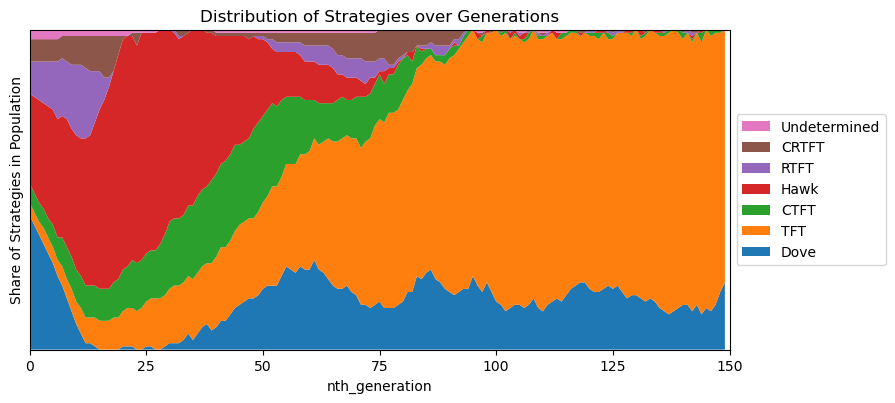 Distribution of Strategies over Generations
Share of Strategies in Population
Undetermined
CRTFT
RTFT
Hawk
CTFT
TFT
Dove
0 25 50 75 100 125 150
nth_generation